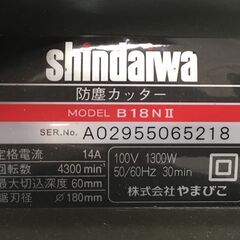 shindaiwa
防塵カッター
MODEL B18NⅡ
SER.No. A02955065218
定格電流 14A
回転数 4300min⁻¹
最大切込深度 60mm
鋸刃径 ⌀180mm
100V 1300W
50/60Hz 30min
株式会社やまびこ